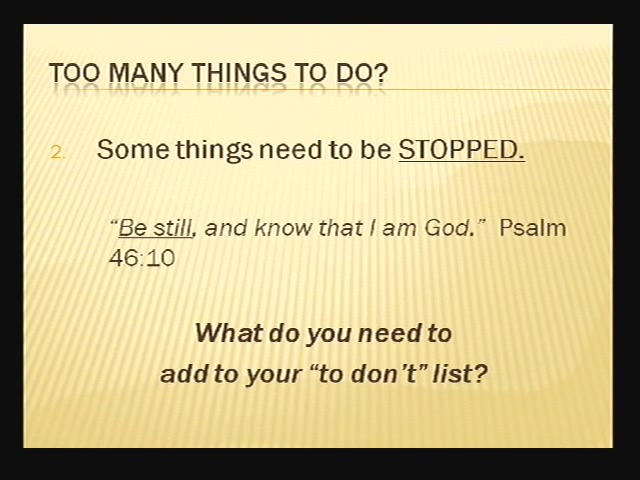 TOO MANY THINGS TO DO?
2. Some things need to be STOPPED.
“Be still, and know that I am God.” Psalm
46:10
What do you need to
add to your “to don’t” list?